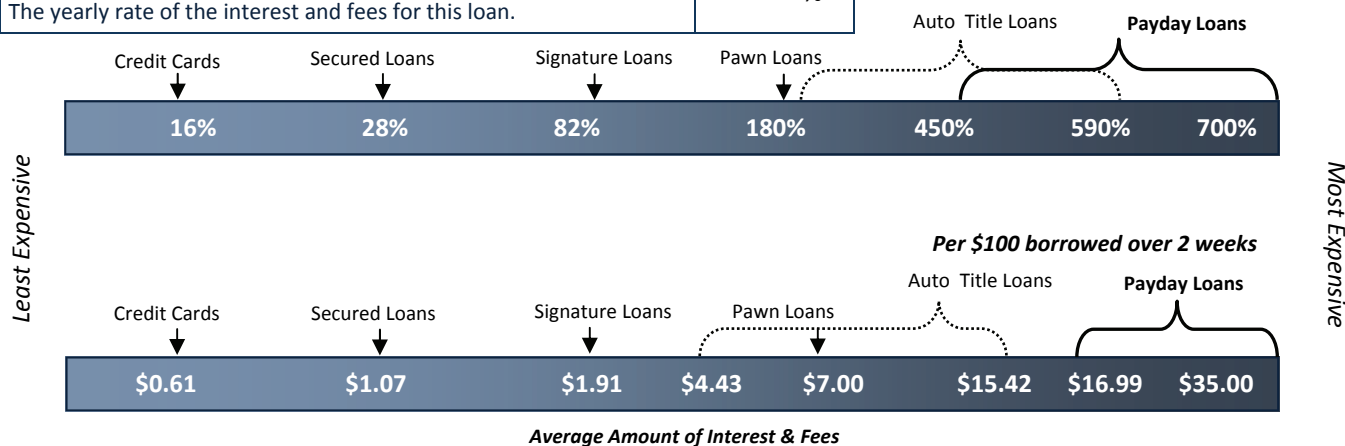 The yearly rate of the interest and fees for this loan.
Auto Title Loans
Payday Loans
Credit Cards
Secured Loans
Signature Loans
Pawn Loans
16% 28% 82% 180% 450% 590% 700%
Least Expensive
Most Expensive
Per $100 borrowed over 2 weeks
Auto Title Loans
Payday Loans
Credit Cards
Secured Loans
Signature Loans
Pawn Loans
$0.61 $1.07 $1.91 $4.43 $7.00 $15.42 $16.99 $35.00
Average Amount of Interest & Fees